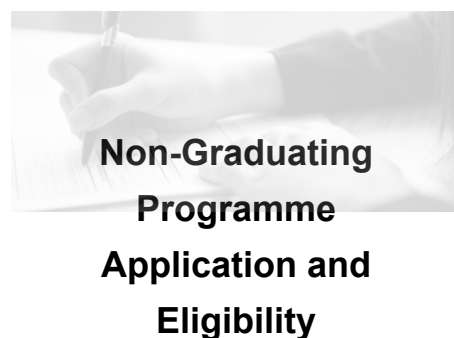 Non-Graduating
Programme
Application and
Eligibility